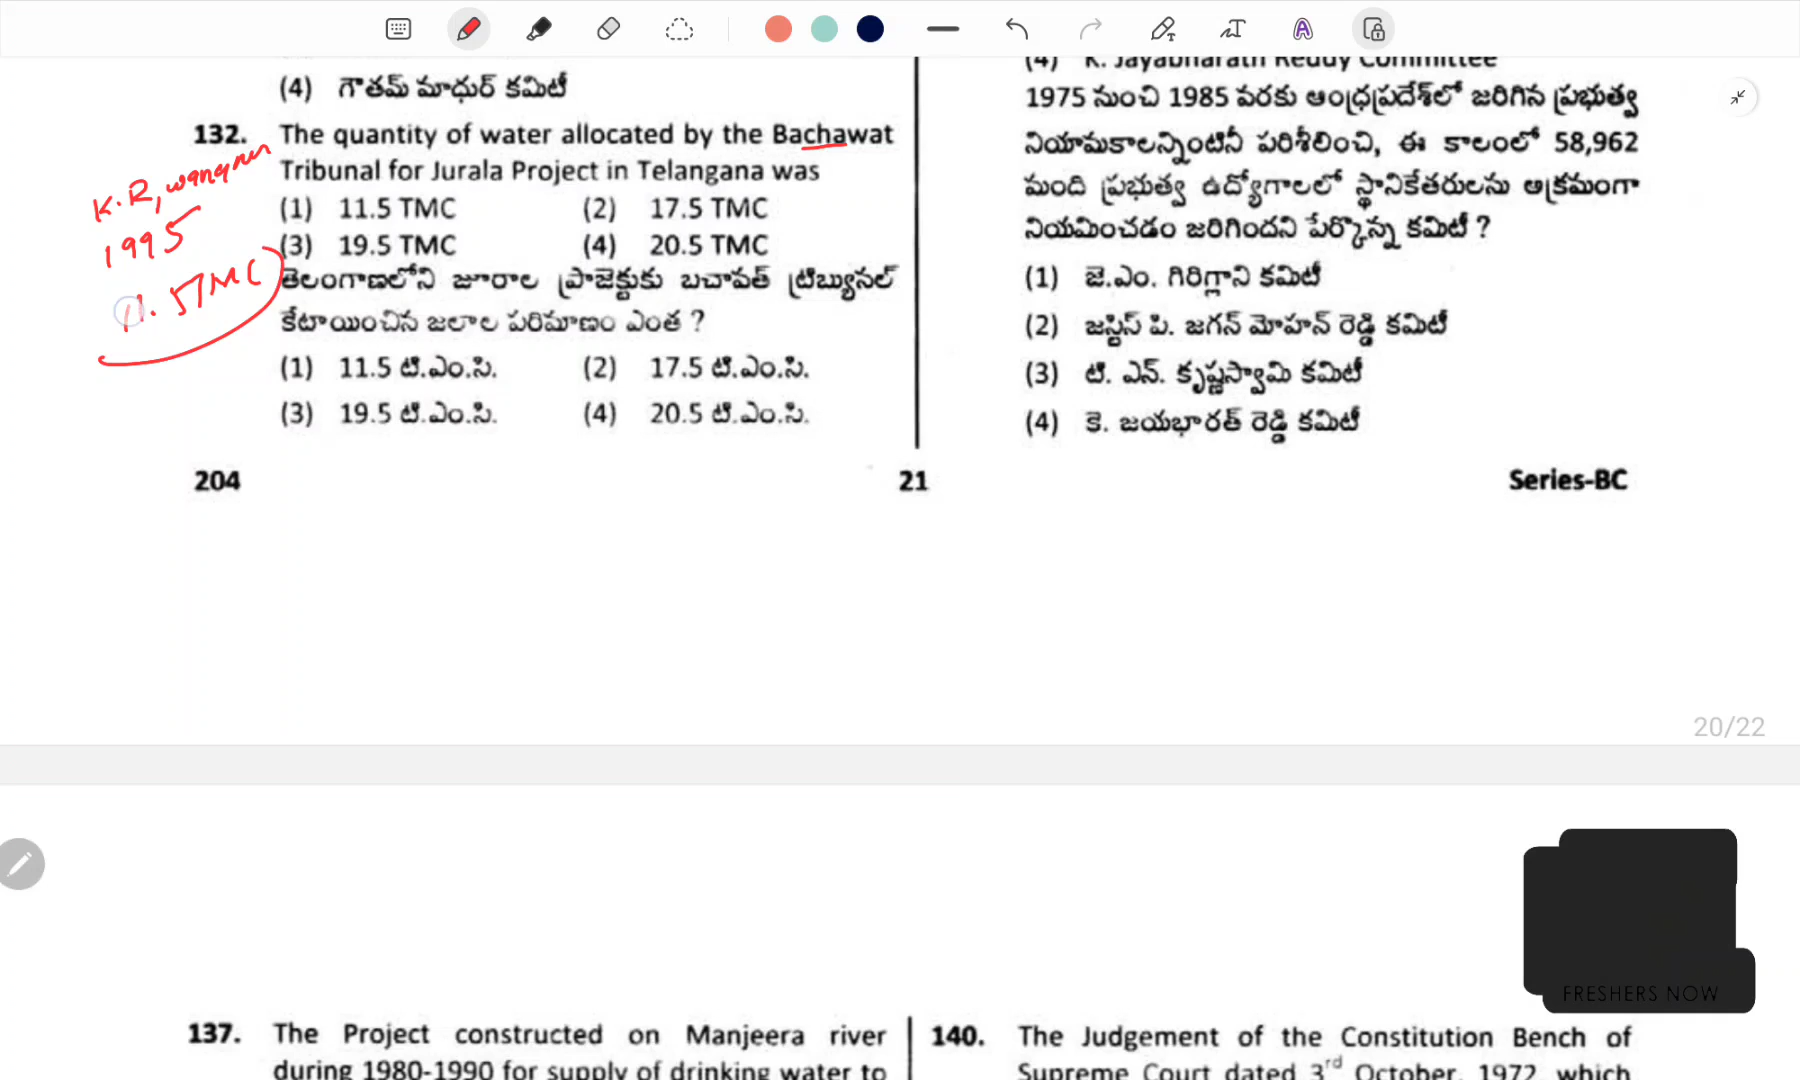 (4) గౌతమ్ మాధుర్ కమిటీ
132. The quantity of water allocated by the Bachawat
Tribunal for Jurala Project in Telangana was
(1) 11.5 TMC (2) 17.5 TMC
(3) 19.5 TMC (4) 20.5 TMC
తెలంగాణలోని జూరాల ప్రాజెక్టుకు బచావత్ ట్రిబ్యునల్
కేటాయించిన జలాల పరిమాణం ఎంత ?
(1) 11.5 టి.ఎం.సి. (2) 17.5 టి.ఎం.సి.
(3) 19.5 టి.ఎం.సి. (4) 20.5 టి.ఎం.సి.
K.R,
1995
11.5TMC
(4) K. Jayabharath Reddy Committee
1975 నుంచి 1985 వరకు ఆంధ్రప్రదేశ్‌లో జరిగిన ప్రభుత్వ
నియామకాలన్నింటినీ పరిశీలించి, ఈ కాలంలో 58,962
మంది ప్రభుత్వ ఉద్యోగాలలో స్థానికేతరులను అక్రమంగా
నియమించడం జరిగిందని పేర్కొన్న కమిటీ ?
(1) జె.ఎం. గిరిగ్లాని కమిటీ
(2) జస్టిస్ పి. జగన్ మోహన్ రెడ్డి కమిటీ
(3) టి. ఎన్. కృష్ణస్వామి కమిటీ
(4) కె. జయభారత్ రెడ్డి కమిటీ
204 21 Series-BC
20/22
FRESHERS NOW
137. The Project constructed on Manjeera river
during 1980-1990 for supply of drinking water to
140. The Judgement of the Constitution Bench of
Supreme Court dated 3rd October, 1972, which